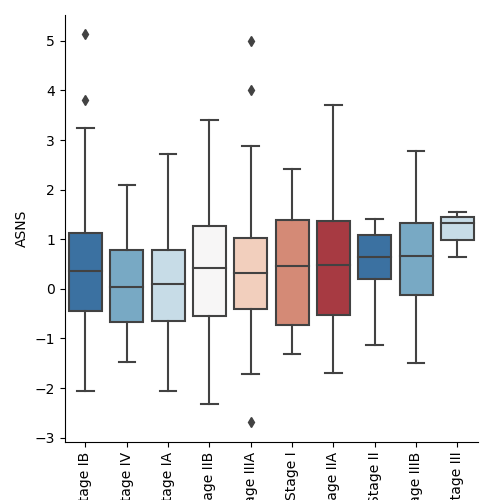 5
4
3
2
1
0
−1
−2
−3
ASNS
tage IB
tage IV
tage IA
age IIB
age IIIA
Stage I
age IIA
Stage II
age IIIB
tage III